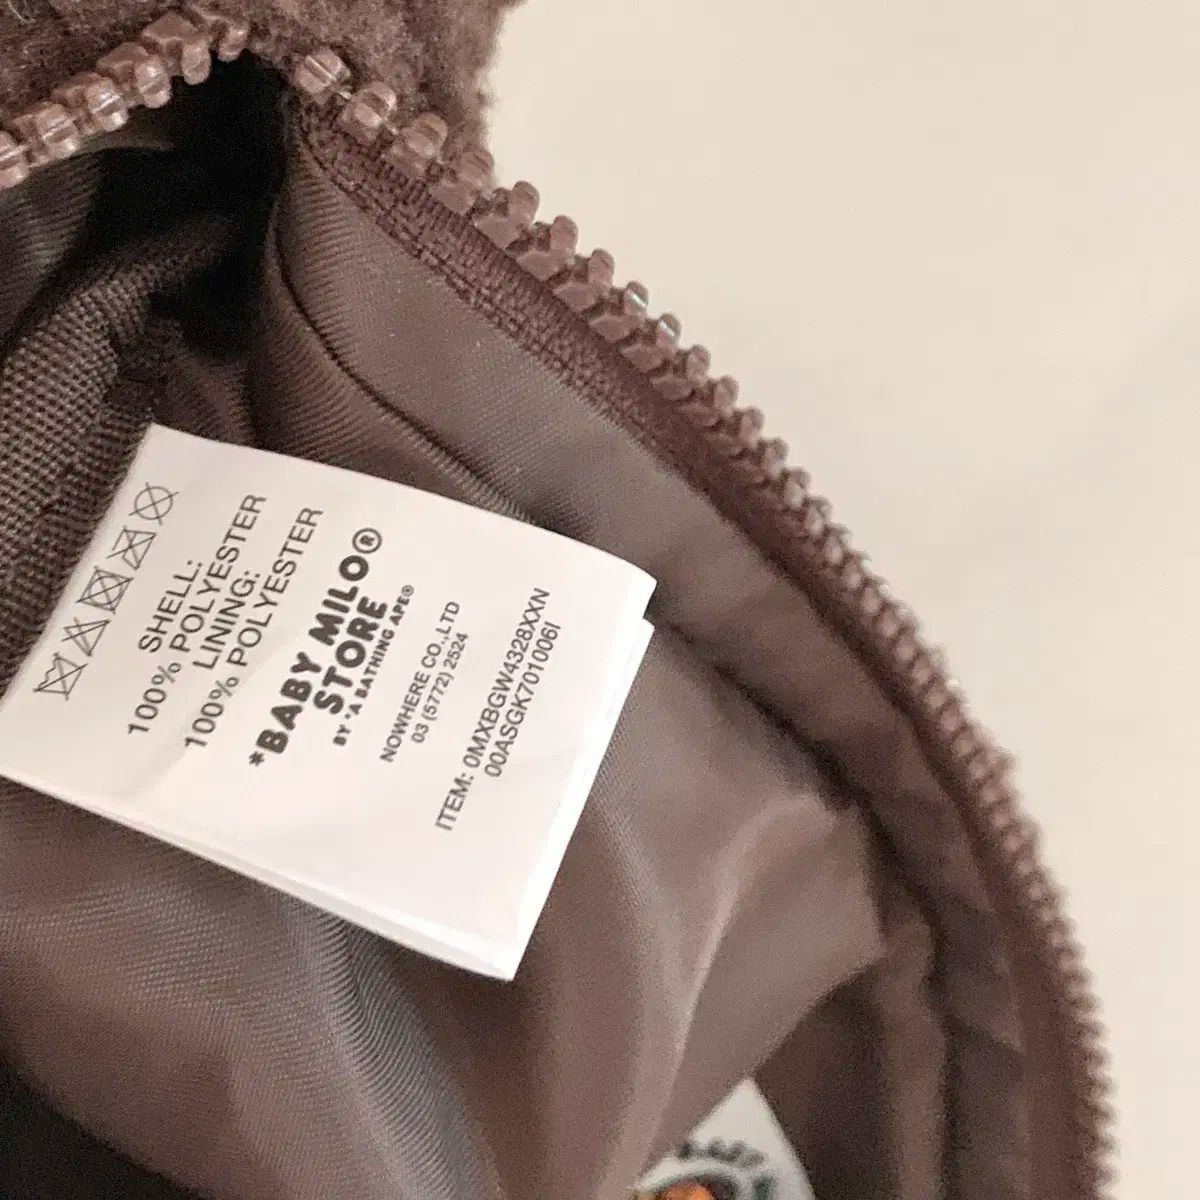 SHELL:
100% POLYESTER
LINING:
100% POLYESTER
*BABY MILO®
STORE
BY *A BATHING APE®
NOWHERE CO.,LTD
03 (5772) 2524
ITEM: 0MXBGW4328XXN
00ASGK701006I